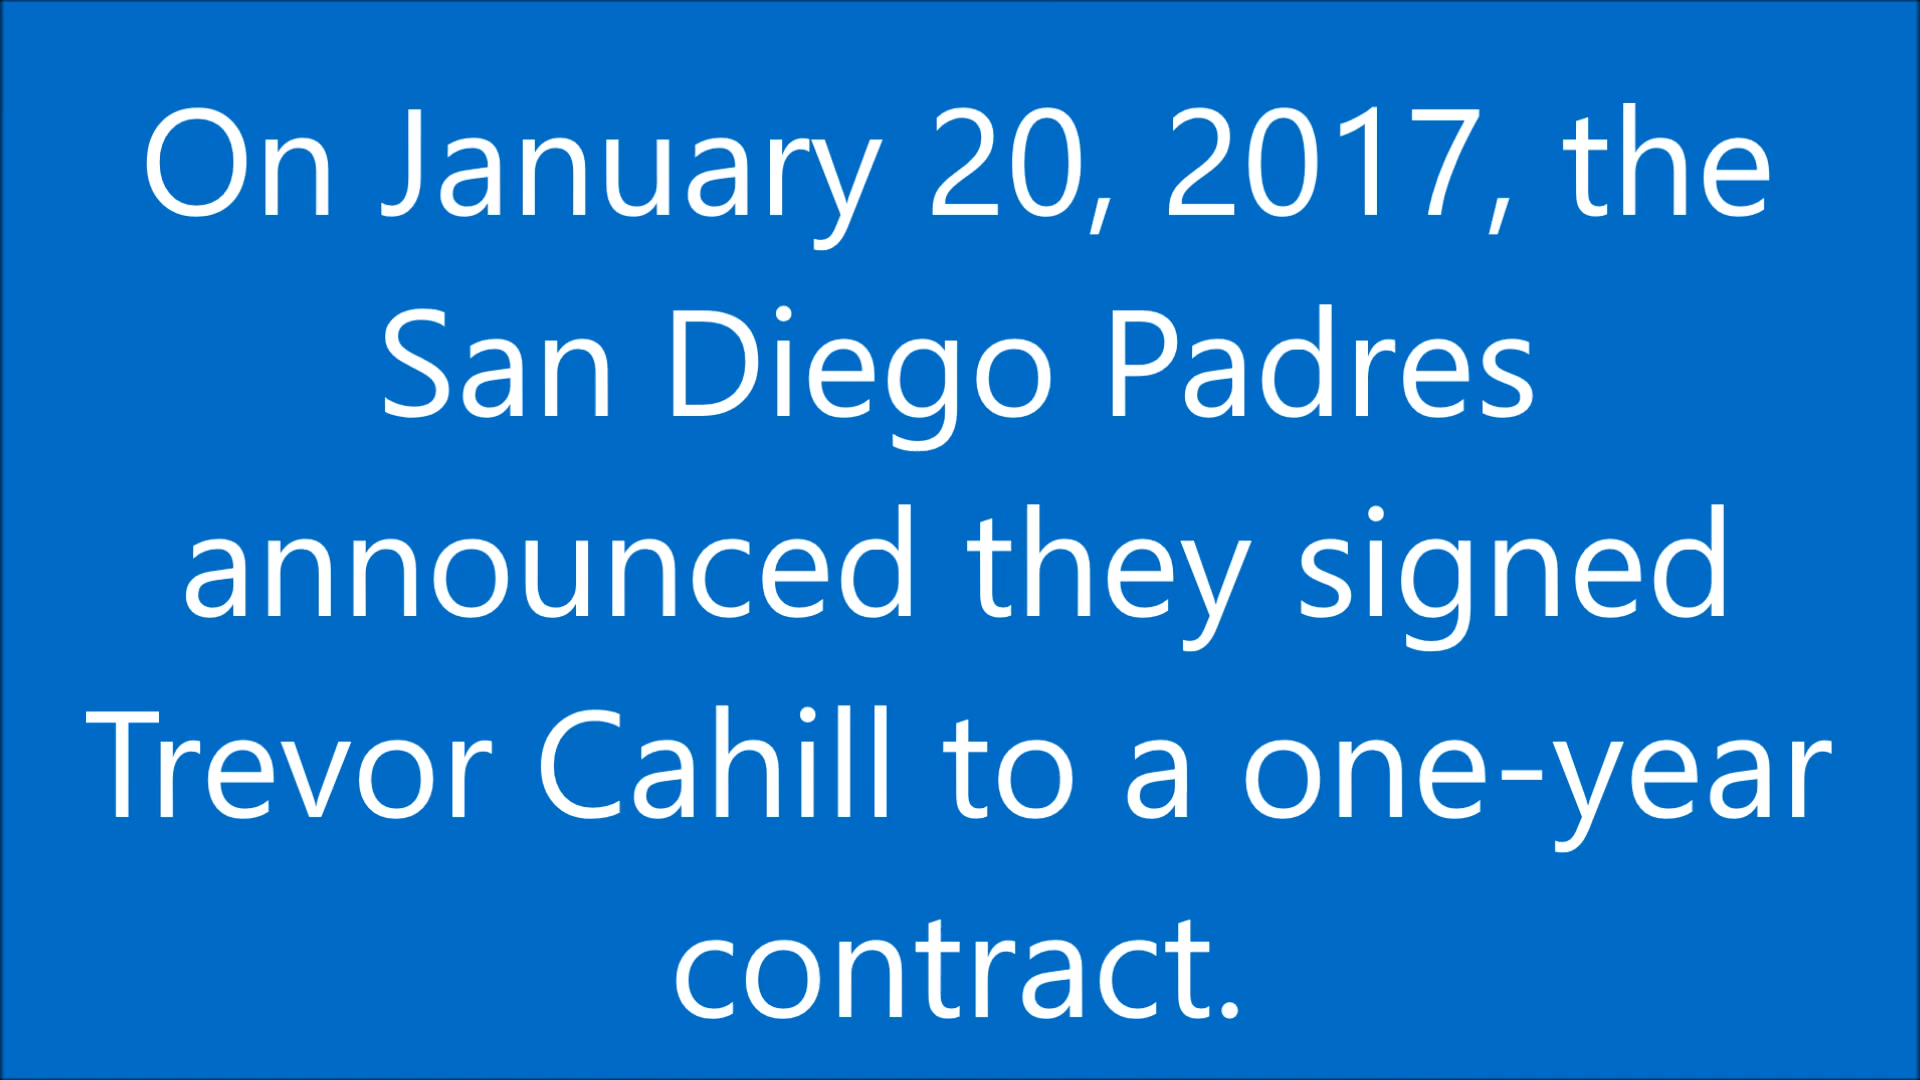 On January 20, 2017, the
San Diego Padres
announced they signed
Trevor Cahill to a one-year
contract.